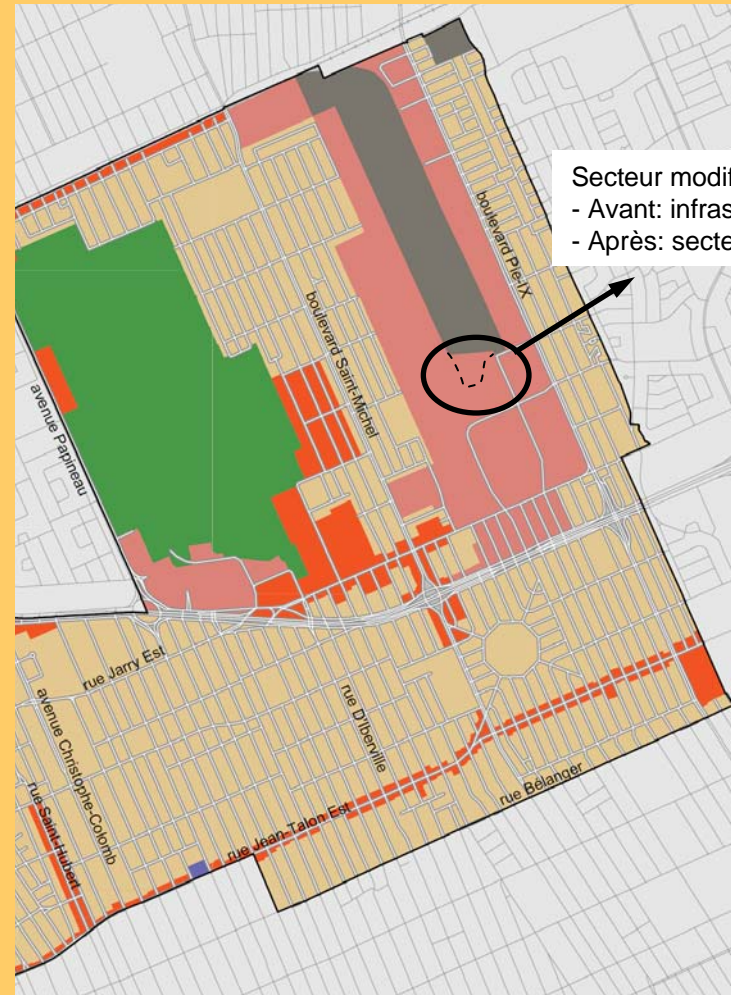 Secteur modif
- Avant: infras
- Après: secte
boulevard Pie-IX
boulevard Saint-Michel
avenue Papineau
rue Jarry Est
avenue Christophe-Colomb
rue D'Iberville
rue Saint-Hubert
rue Jean-Talon Est
rue Bélanger